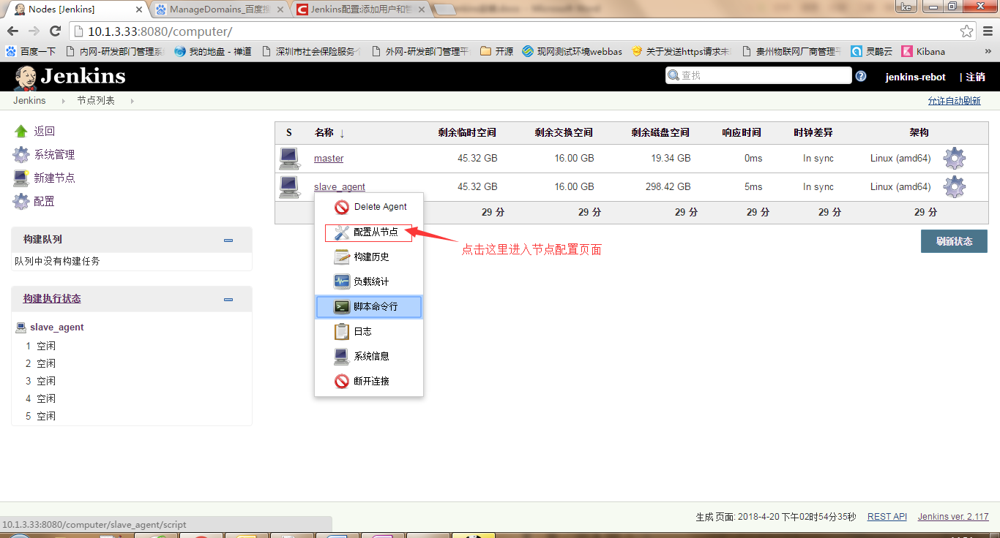 Nodes [Jenkins]
ManageDomains_百度搜
Jenkins配置:添加用户和管
Microsoft Word
ke
10.1.3.33:8080/computer/
百度一下
内网-研发部门管理系
我的地盘 - 禅道
深圳市社会保险服务个
外网-研发部门管理平
开源
现网测试环境webbas
关于发送https请求未
贵州物联网厂商管理平
灵鹊云
Kibana
»
Jenkins
查找
jenkins-rebot
| 注销
Jenkins
节点列表
允许自动刷新
返回
系统管理
新建节点
配置
构建队列
队列中没有构建任务
构建执行状态
slave_agent
1 空闲
2 空闲
3 空闲
4 空闲
5 空闲
S 名称 ↓ 剩余临时空间 剩余交换空间 剩余磁盘空间 响应时间 时钟差异 架构
master 45.32 GB 16.00 GB 19.34 GB 0ms In sync Linux (amd64)
slave_agent 45.32 GB 16.00 GB 298.42 GB 5ms In sync Linux (amd64)
29 分 29 分 29 分 29 分 29 分 29 分
刷新状态
Delete Agent
配置从节点
构建历史
负载统计
脚本命令行
日志
系统信息
断开连接
点击这里进入节点配置页面
生成 页面: 2018-4-20 下午02时54分35秒 REST API Jenkins ver. 2.117
10.1.3.33:8080/computer/slave_agent/script